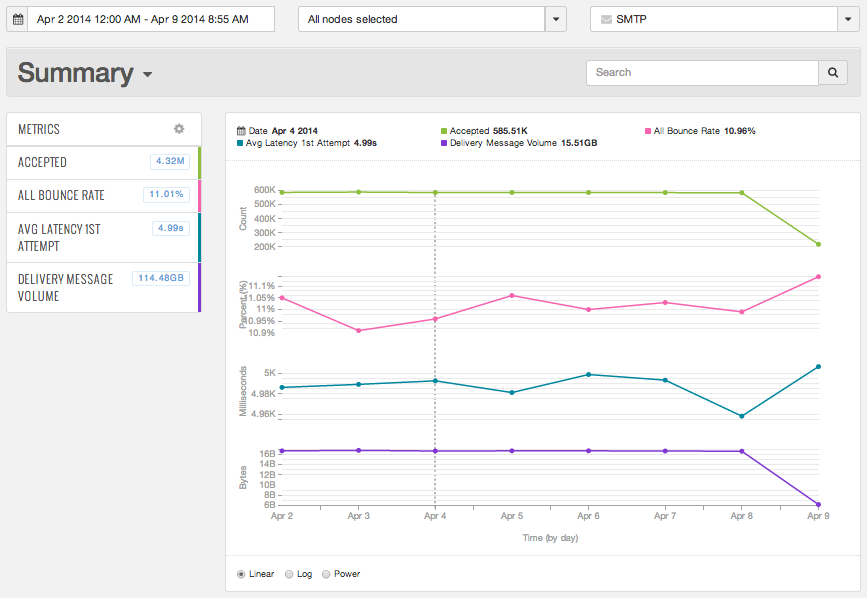 Apr 2 2014 12:00 AM - Apr 9 2014 8:55 AM
All nodes selected
SMTP
Summary
Search
METRICS
ACCEPTED 4.32M
ALL BOUNCE RATE 11.01%
AVG LATENCY 1ST ATTEMPT 4.99s
DELIVERY MESSAGE VOLUME 114.48GB
Date Apr 4 2014 Accepted 585.51K All Bounce Rate 10.96%
Avg Latency 1st Attempt 4.99s Delivery Message Volume 15.51GB
Count
600K
500K
400K
300K
200K
Parcent (%)
11.1%
11.05%
11%
10.95%
10.9%
Milliseconds
5K
4.98K
4.96K
Bytes
16B
14B
12B
10B
8B
6B
Apr 2 Apr 3 Apr 4 Apr 5 Apr 6 Apr 7 Apr 8 Apr 9
Time (by day)
Linear Log Power